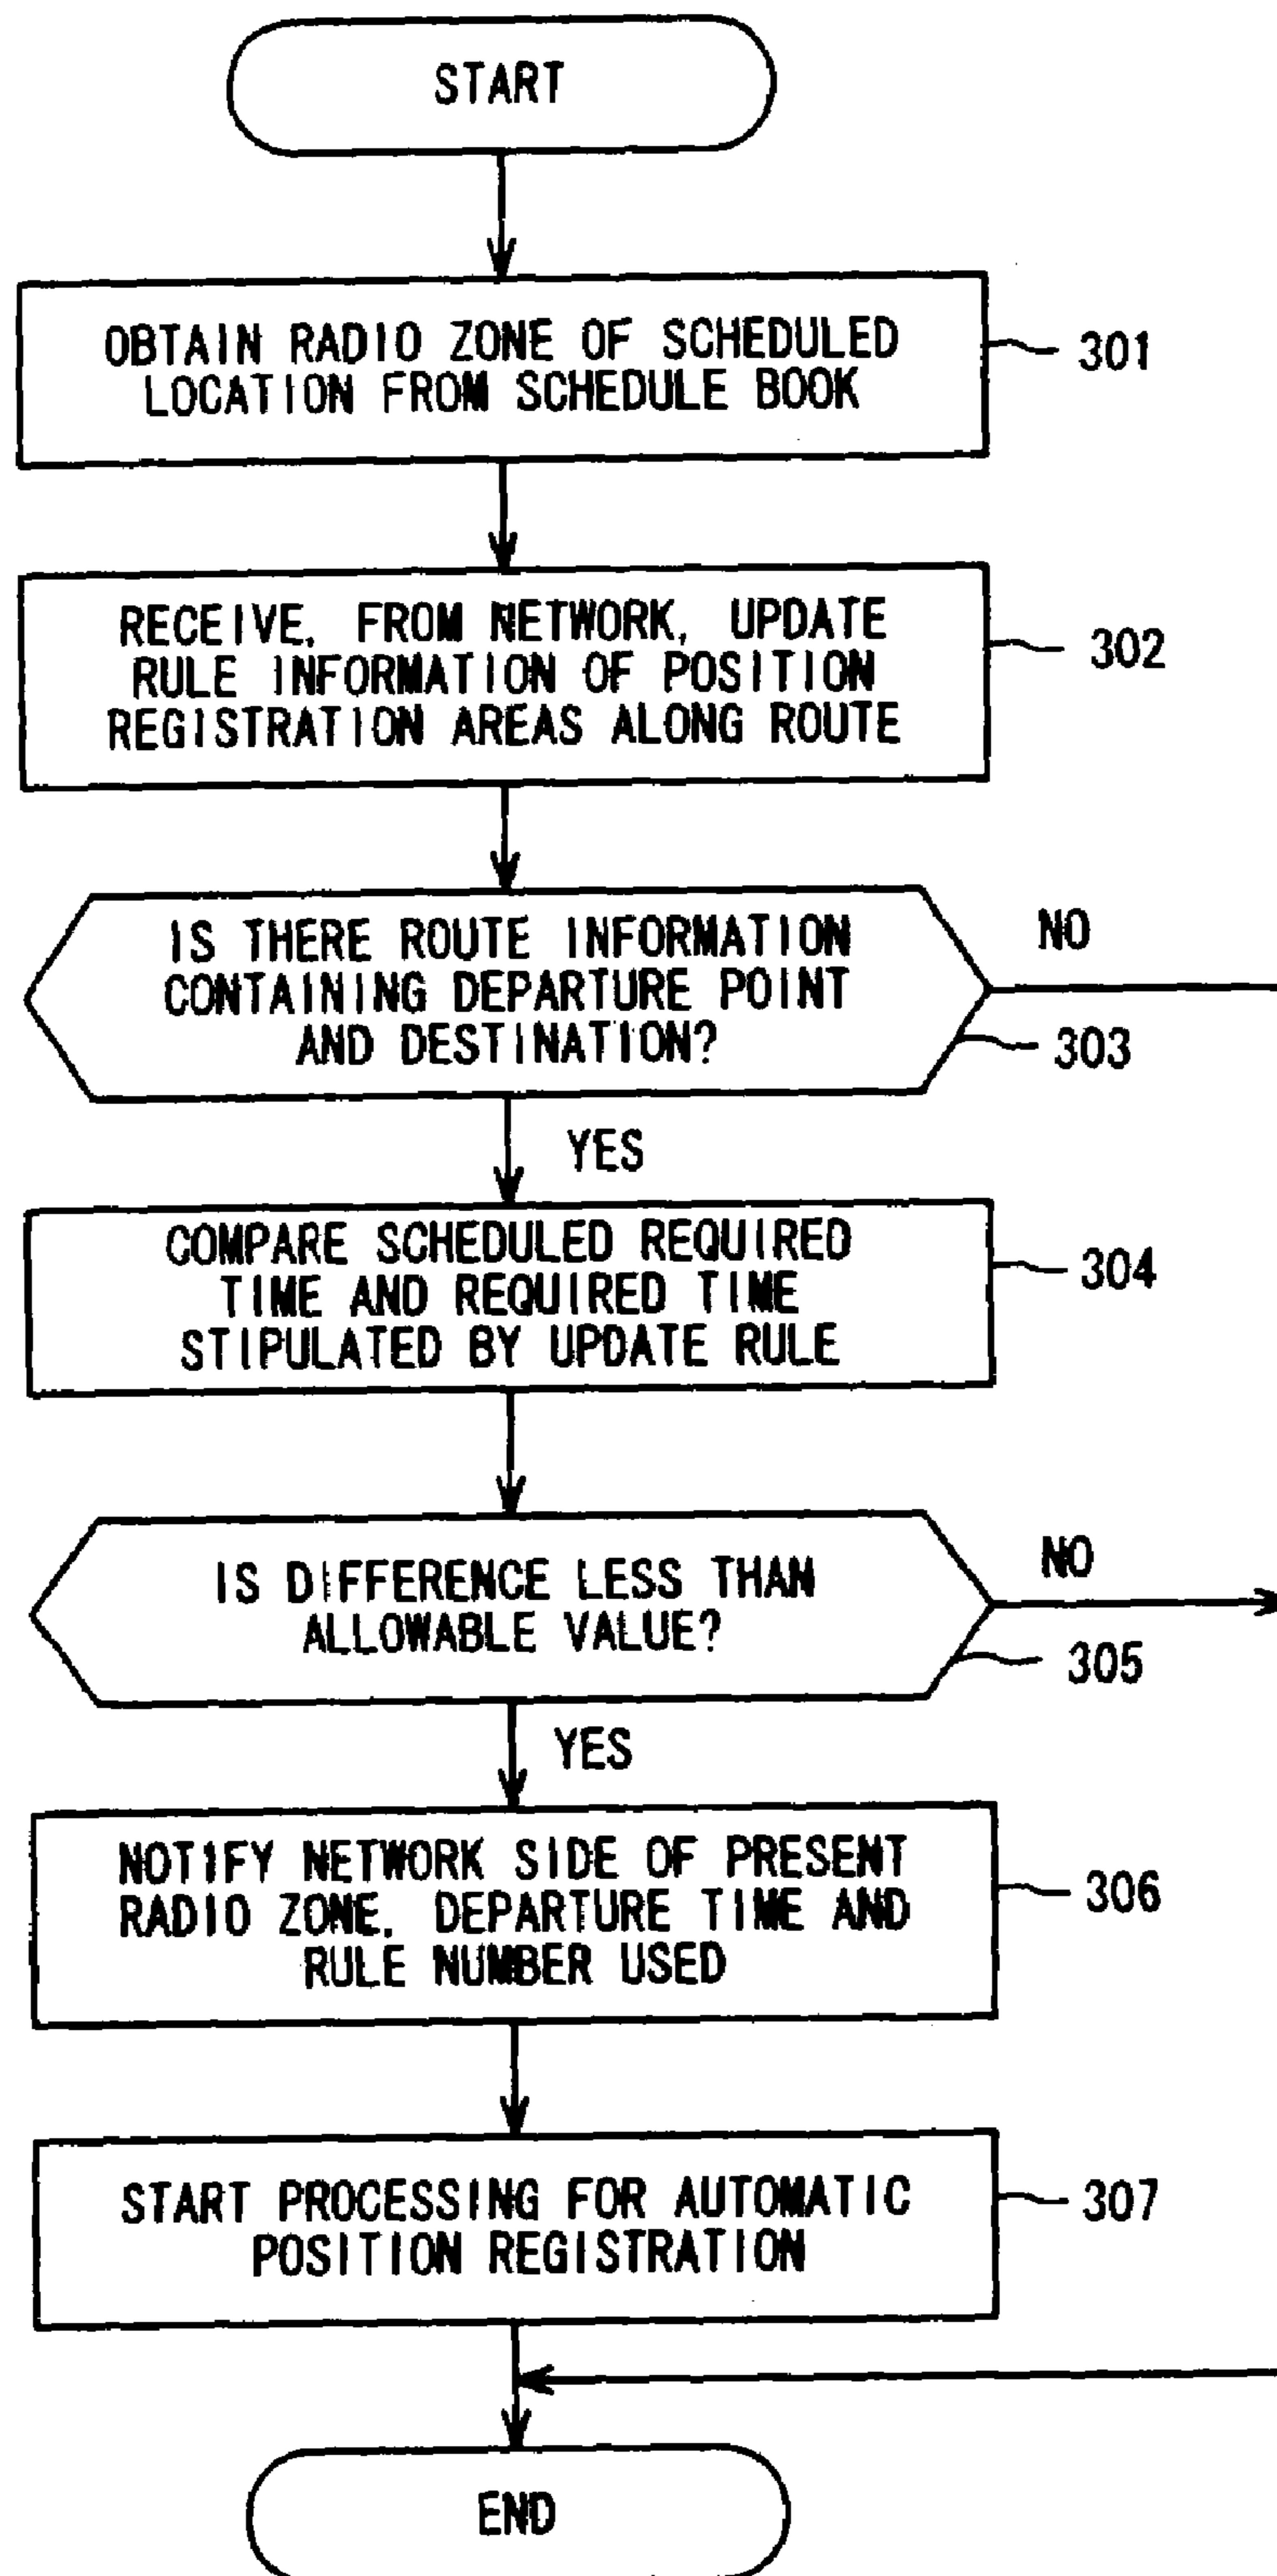 START
OBTAIN RADIO ZONE OF SCHEDULED
LOCATION FROM SCHEDULE BOOK
301
RECEIVE, FROM NETWORK, UPDATE
RULE INFORMATION OF POSITION
REGISTRATION AREAS ALONG ROUTE
302
IS THERE ROUTE INFORMATION
CONTAINING DEPARTURE POINT
AND DESTINATION?
NO
303
YES
COMPARE SCHEDULED REQUIRED
TIME AND REQUIRED TIME
STIPULATED BY UPDATE RULE
304
IS DIFFERENCE LESS THAN
ALLOWABLE VALUE?
NO
305
YES
NOTIFY NETWORK SIDE OF PRESENT
RADIO ZONE, DEPARTURE TIME AND
RULE NUMBER USED
306
START PROCESSING FOR AUTOMATIC
POSITION REGISTRATION
307
END